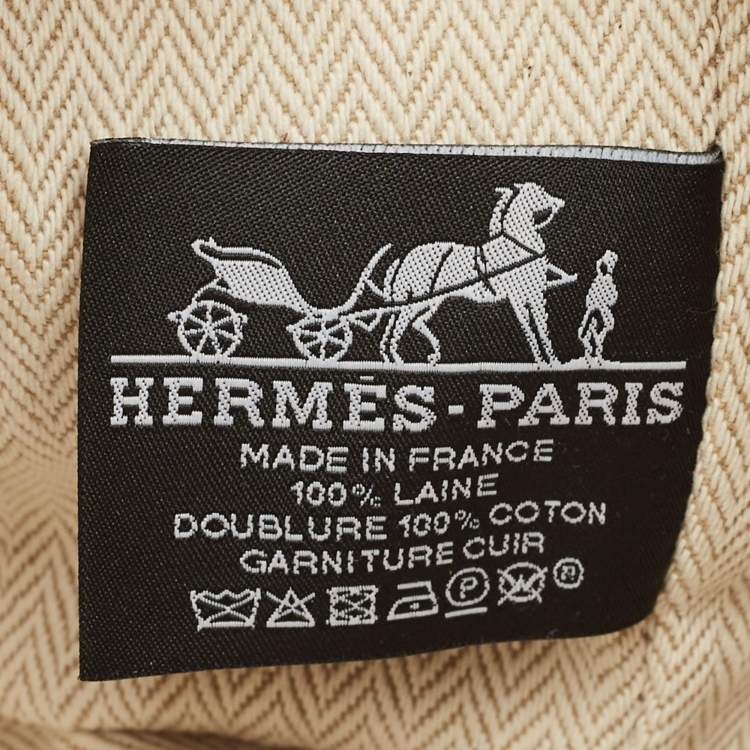 HERMÈS-PARIS
MADE IN FRANCE
100% LAINE
DOUBLURE 100% COTON
GARNITURE CUIR
P W ®